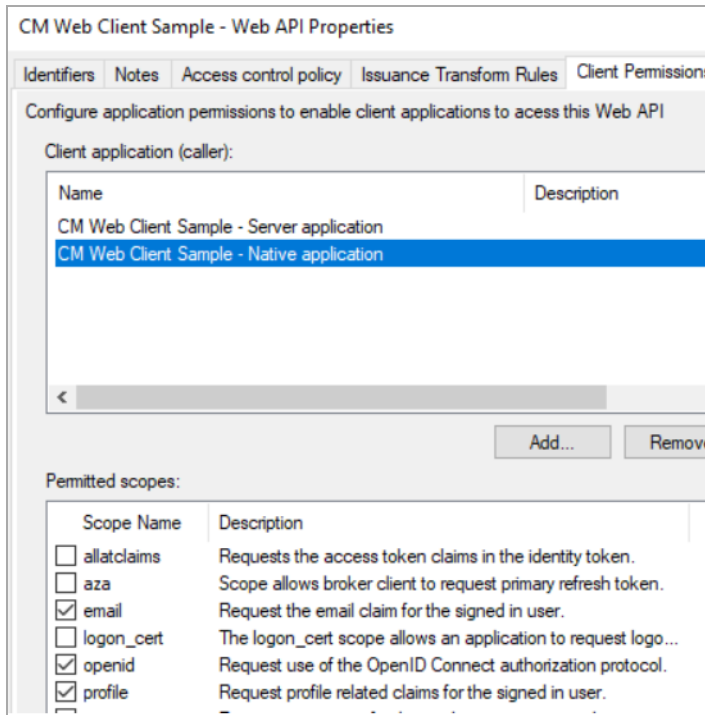 CM Web Client Sample - Web API Properties
Identifiers Notes Access control policy Issuance Transform Rules Client Permissions
Configure application permissions to enable client applications to acess this Web API
Client application (caller):
Name Description
CM Web Client Sample - Server application
CM Web Client Sample - Native application
Add... Remove
Permitted scopes:
Scope Name Description
allatclaims Requests the access token claims in the identity token.
aza Scope allows broker client to request primary refresh token.
email Request the email claim for the signed in user.
logon_cert The logon_cert scope allows an application to request logo...
openid Request use of the OpenID Connect authorization protocol.
profile Request profile related claims for the signed in user.